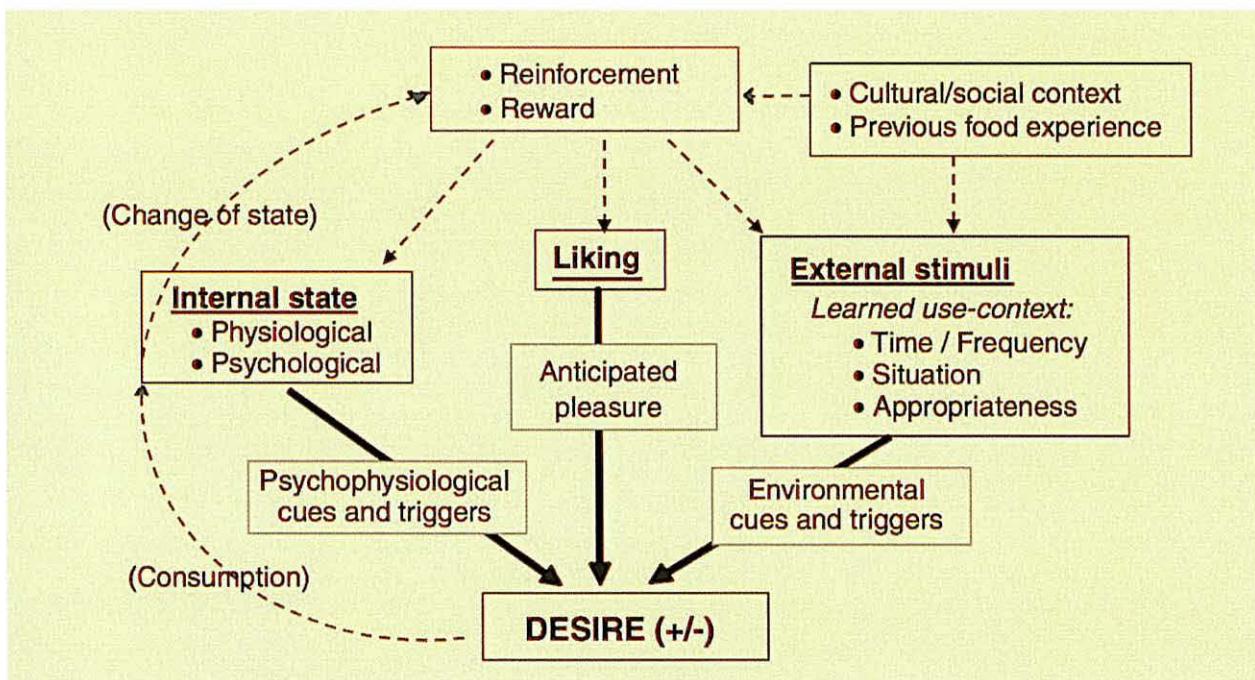 • Reinforcement
• Reward
• Cultural/social context
• Previous food experience
(Change of state)
Internal state
• Physiological
• Psychological
Liking
External stimuli
Learned use-context:
• Time / Frequency
• Situation
• Appropriateness
Anticipated
pleasure
Psychophysiological
cues and triggers
Environmental
cues and triggers
(Consumption)
DESIRE (+/-)